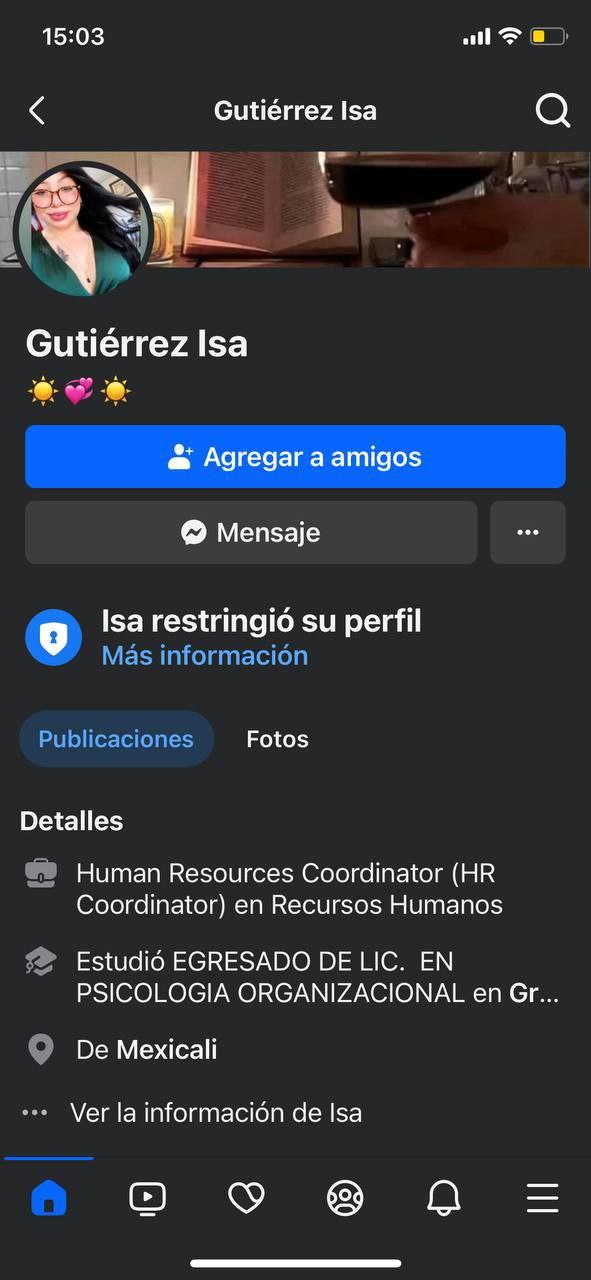 15:03
Gutiérrez Isa
Gutiérrez Isa
☀️💞☀️
Agregar a amigos
Mensaje
Isa restringió su perfil
Más información
Publicaciones
Fotos
Detalles
Human Resources Coordinator (HR
Coordinator) en Recursos Humanos
Estudió EGRESADO DE LIC. EN
PSICOLOGIA ORGANIZACIONAL en Gr...
De Mexicali
Ver la información de Isa